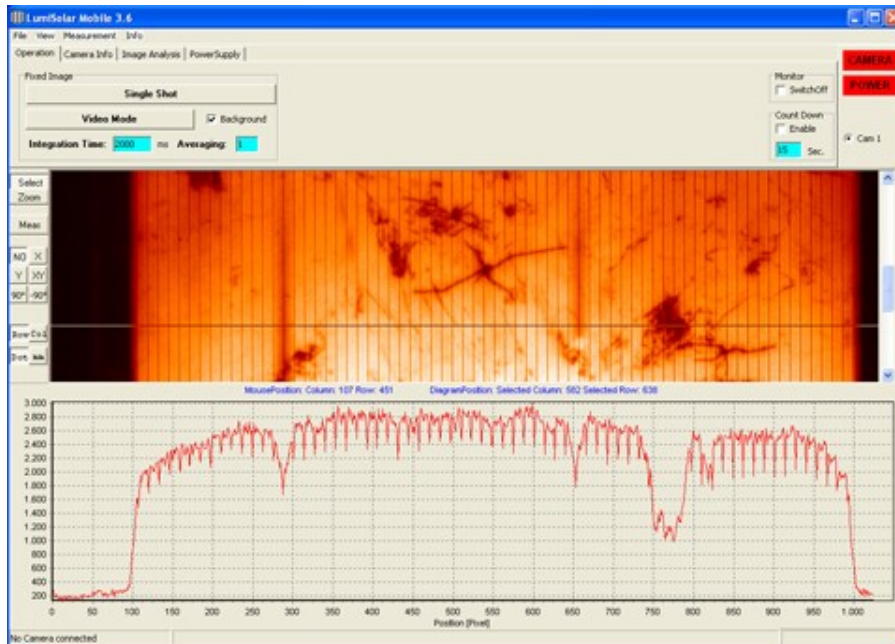 LumiSolar Mobile 3.6
File View Measurement Info
Operation Camera Info Image Analysis PowerSupply
Fixed Image
Single Shot
Video Mode Background
Integration Time: 2000 ms Averaging: 1
Monitor
SwitchOff
Count Down
Enable
15 Sec.
CAMERA
POWER
Cam 1
Select
Zoom
Meas
NO X
Y XY
90° -90°
Row Col
Dot
MousePosition: Column: 107 Row: 451 DiagramPosition: Selected Column: 582 Selected Row: 638
3.000
2.800
2.600
2.400
2.200
2.000
1.800
1.600
1.400
1.200
1.000
800
600
400
200
0 50 100 150 200 250 300 350 400 450 500 550 600 650 700 750 800 850 900 950 1.000
Position [Pixel]
No Camera connected